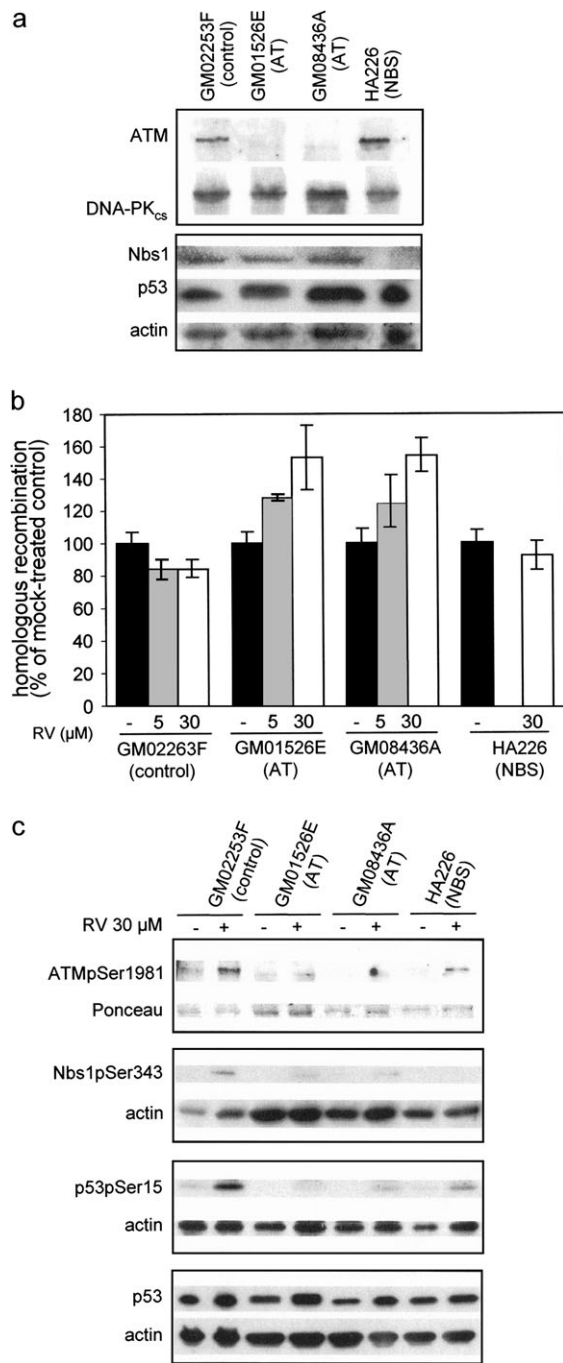 a
GM02253F
(control)
GM01526E
(AT)
GM08436A
(AT)
HA226
(NBS)
ATM
DNA-PKcs
Nbs1
p53
actin
b
homologous recombination
(% of mock-treated control)
180
160
140
120
100
80
60
40
20
0
RV (µM)
- 5 30 - 5 30 - 5 30 - 30
GM02263F GM01526E GM08436A HA226
(control) (AT) (AT) (NBS)
c
GM02253F
(control)
GM01526E
(AT)
GM08436A
(AT)
HA226
(NBS)
RV 30 µM - + - + - + - +
ATMpSer1981
Ponceau
Nbs1pSer343
actin
p53pSer15
actin
p53
actin